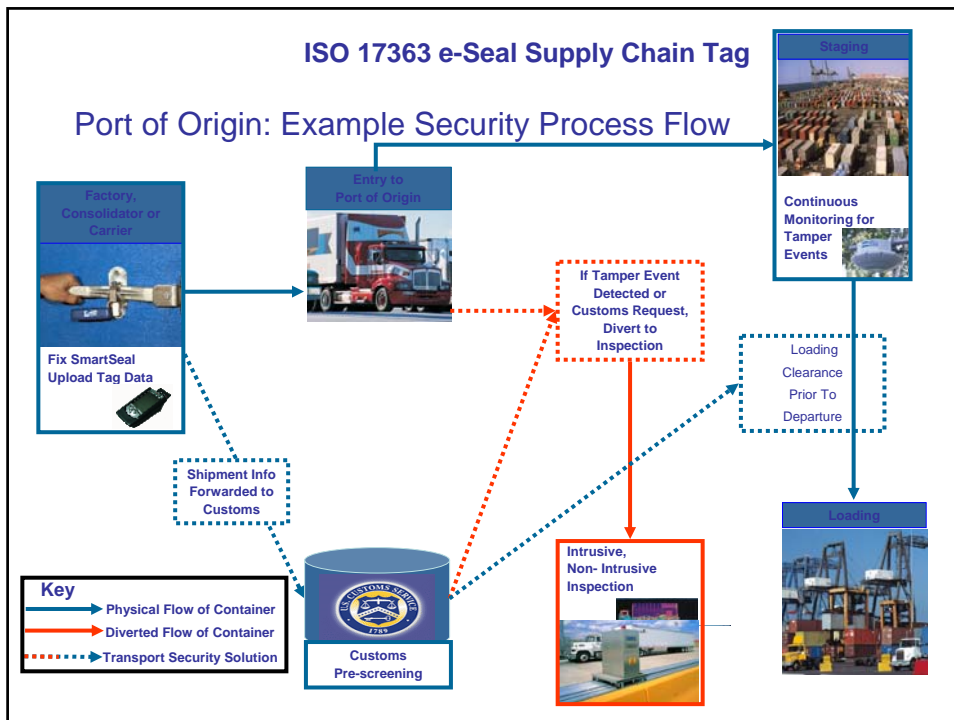 ISO 17363 e-Seal Supply Chain Tag
Port of Origin: Example Security Process Flow
Staging
Continuous
Monitoring for
Tamper
Events
Factory,
Consolidator or
Carrier
Fix SmartSeal
Upload Tag Data
Entry to
Port of Origin
If Tamper Event
Detected or
Customs Request,
Divert to
Inspection
Loading
Clearance
Prior To
Departure
Shipment Info
Forwarded to
Customs
Loading
Intrusive,
Non- Intrusive
Inspection
U.S. CUSTOMS SERVICE
1789
Customs
Pre-screening
Key
Physical Flow of Container
Diverted Flow of Container
Transport Security Solution